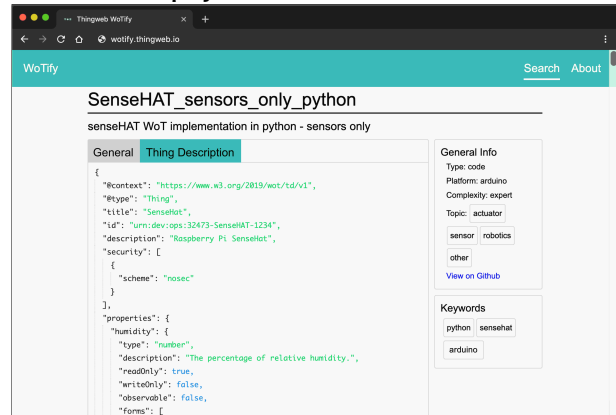 Thingweb WoTify
wotify.thingweb.io
WoTify
Search About
SenseHAT_sensors_only_python
senseHAT WoT implementation in python - sensors only
General Thing Description
{
"@context": "https://www.w3.org/2019/wot/td/v1",
"@type": "Thing",
"title": "SenseHat",
"id": "urn:dev:ops:32473-SenseHAT-1234",
"description": "Raspberry Pi SenseHat",
"security": [
{
"scheme": "nosec"
}
],
"properties": {
"humidity": {
"type": "number",
"description": "The percentage of relative humidity.",
"readOnly": true,
"writeOnly": false,
"observable": false,
"forms": [
General Info
Type: code
Platform: arduino
Complexity: expert
Topic: actuator
sensor robotics
other
View on Github
Keywords
python sensehat
arduino